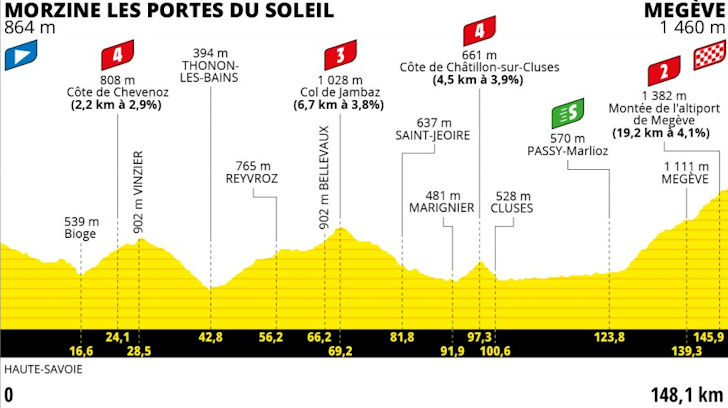 MORZINE LES PORTES DU SOLEIL
864 m
MEGÈVE
1 460 m
4
808 m
Côte de Chevenoz
(2,2 km à 2,9%)
394 m
THONON-
LES-BAINS
3
1 028 m
Col de Jambaz
(6,7 km à 3,8%)
4
661 m
Côte de Châtillon-sur-Cluses
(4,5 km à 3,9%)
2
1 382 m
Montée de l'altiport
de Megève
(19,2 km à 4,1%)
S
570 m
PASSY-Marlioz
637 m
SAINT-JEOIRE
765 m
REYVROZ
902 m VINZIER
902 m BELLEVAUX
539 m
Bioge
481 m
MARIGNIER
528 m
CLUSES
1 111 m
MEGÈVE
24,1 42,8 56,2 66,2 81,8 97,3 123,8 145,9
16,6 28,5 69,2 91,9 100,6 139,3
HAUTE-SAVOIE
0
148,1 km